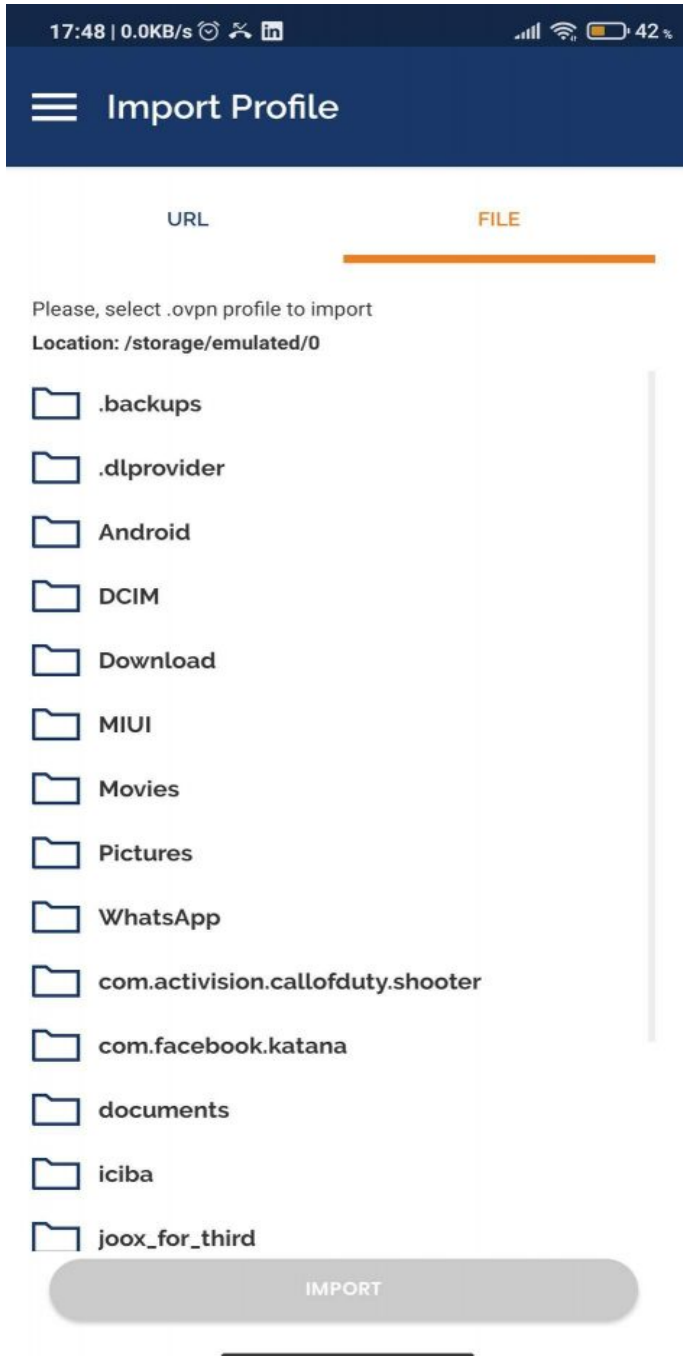 17:48 | 0.0KB/s in 42 %
Import Profile
URL FILE
Please, select .ovpn profile to import
Location: /storage/emulated/0
.backups
.dlprovider
Android
DCIM
Download
MIUI
Movies
Pictures
WhatsApp
com.activision.callofduty.shooter
com.facebook.katana
documents
iciba
joox_for_third
IMPORT